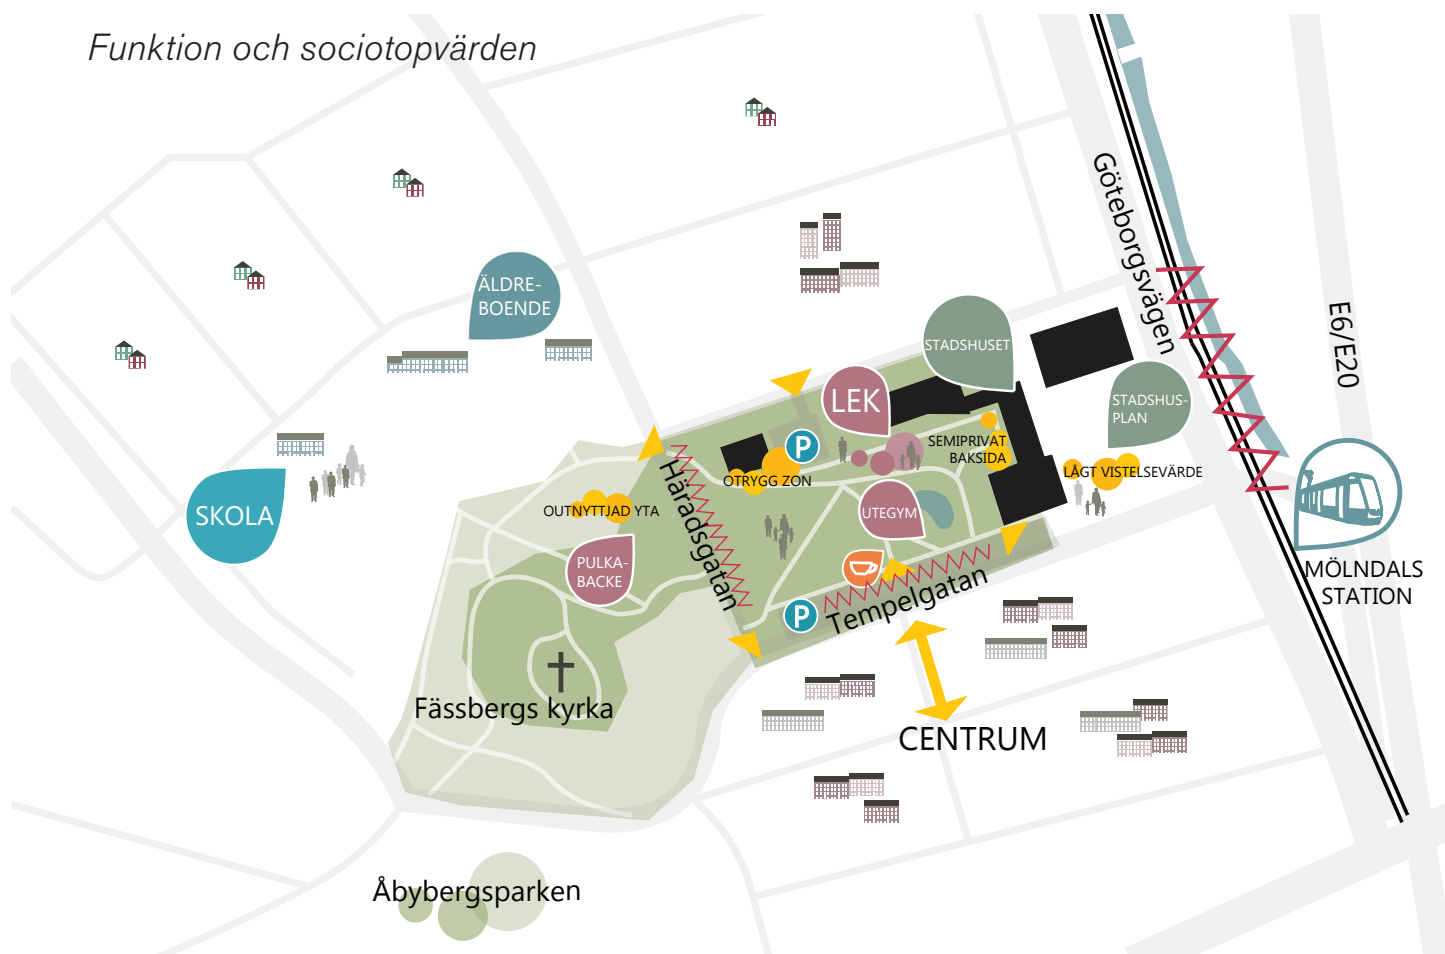 Funktion och sociotopvärden
Göteborgsvägen
E6/E20
ÄLDRE-
BOENDE
STADSHUSET
LEK
STADSHUS-
PLAN
P
SEMIPRIVAT
BAKSIDA
LÅGT VISTELSEVÄRDE
OTRYGG ZON
Häradsgatan
SKOLA
OUTNYTTJAD YTA
UTEGYM
PULKA-
BACKE
MÖLNDALS
STATION
P
Tempelgatan
Fässbergs kyrka
CENTRUM
Åbybergsparken